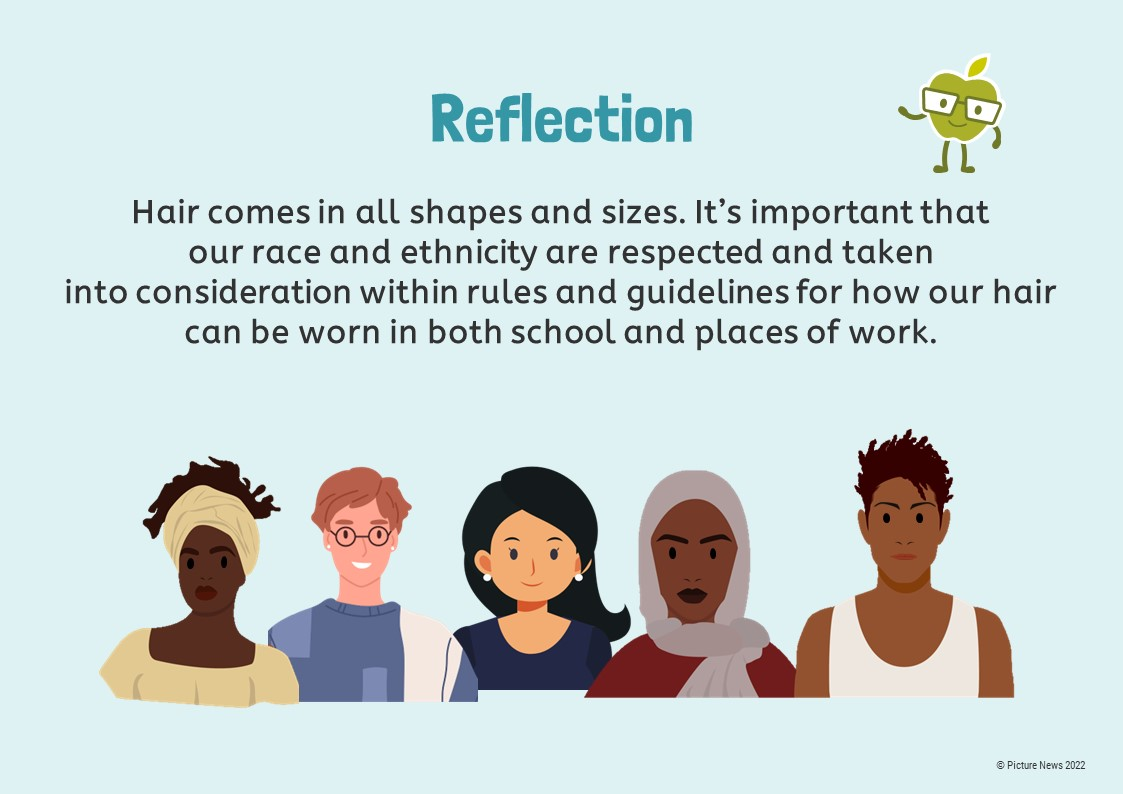 Reflection
Hair comes in all shapes and sizes. It’s important that
our race and ethnicity are respected and taken
into consideration within rules and guidelines for how our hair
can be worn in both school and places of work.
© Picture News 2022